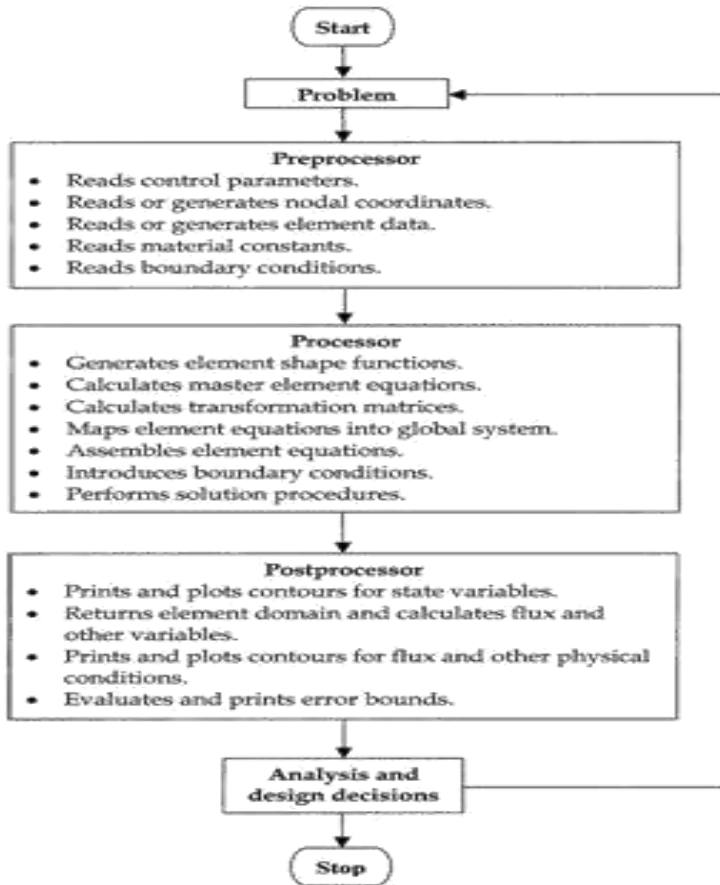 Start
Problem
Preprocessor
• Reads control parameters.
• Reads or generates nodal coordinates.
• Reads or generates element data.
• Reads material constants.
• Reads boundary conditions.
Processor
• Generates element shape functions.
• Calculates master element equations.
• Calculates transformation matrices.
• Maps element equations into global system.
• Assembles element equations.
• Introduces boundary conditions.
• Performs solution procedures.
Postprocessor
• Prints and plots contours for state variables.
• Returns element domain and calculates flux and
other variables.
• Prints and plots contours for flux and other physical
conditions.
• Evaluates and prints error bounds.
Analysis and
design decisions
Stop